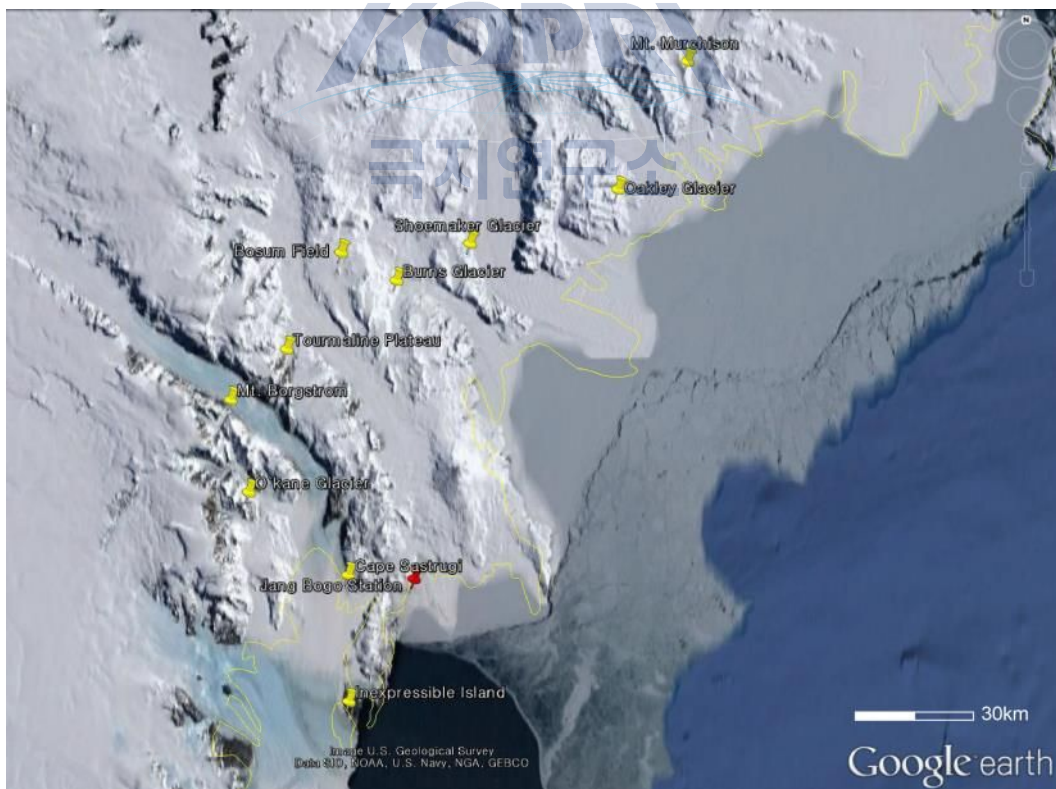 KOPRI
Mt. Murchison
극지연구소
Oakley Glacier
Shoemaker Glacier
Bosum Field
Burns Glacier
Tourmaline Plateau
Mt. Borgstrom
O'kane Glacier
Cape Sastrugi
Jang Bogo Station
Inexpressible Island
30km
Image U.S. Geological Survey
Data SIO, NOAA, U.S. Navy, NGA, GEBCO
Google earth
N